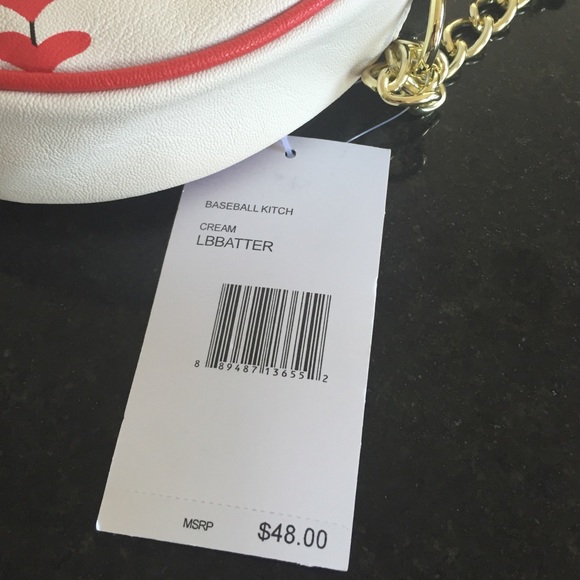 BASEBALL KITCH
CREAM
LBBATTER
8 89487 13655 2
MSRP $48.00